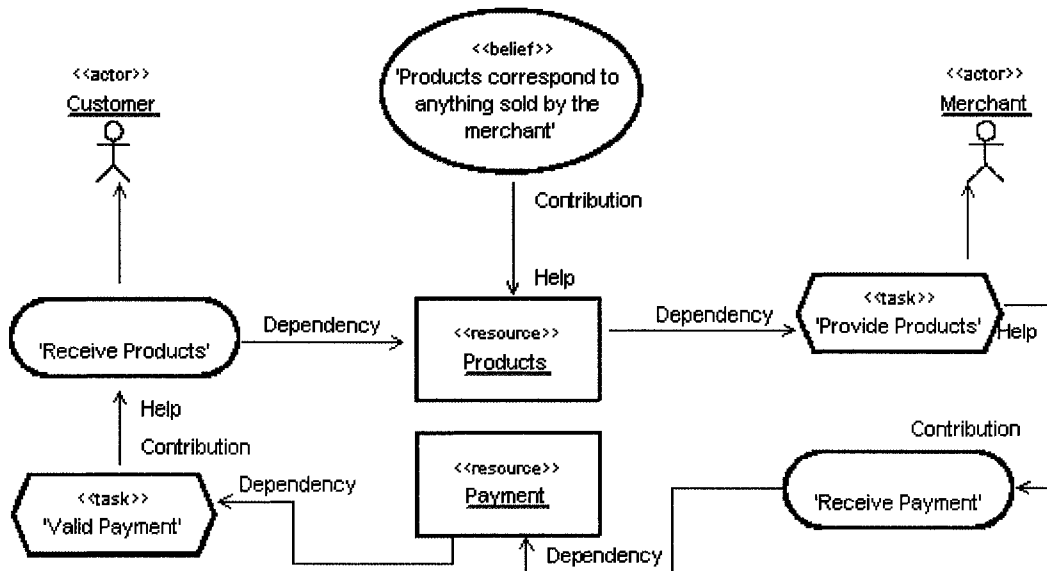 <<belief>>
'Products correspond to
anything sold by the
merchant'
<<actor>>
Customer
<<actor>>
Merchant
Contribution
Help
<<task>>
'Provide Products'
Help
Dependency
Dependency
'Receive Products'
<<resource>>
Products
Help
Contribution
Contribution
<<task>>
'Valid Payment'
Dependency
<<resource>>
Payment
'Receive Payment'
Dependency